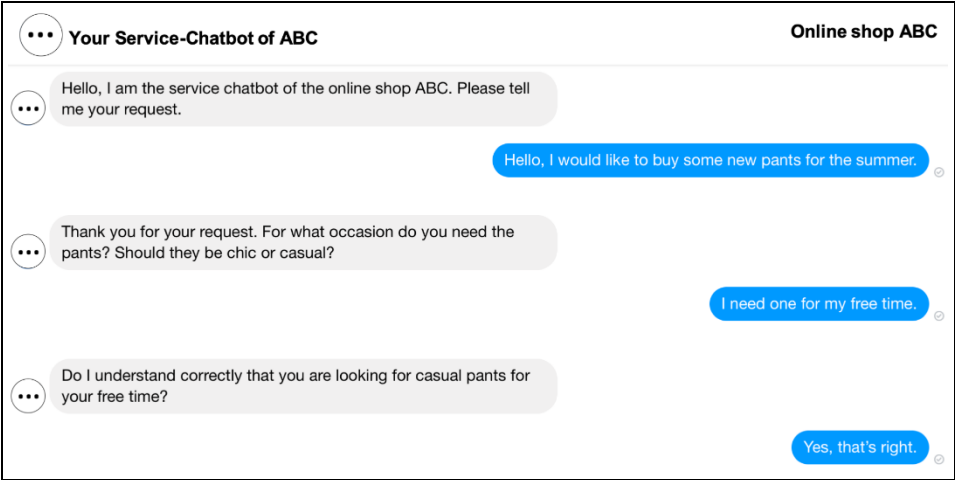 Your Service-Chatbot of ABC
Online shop ABC
Hello, I am the service chatbot of the online shop ABC. Please tell
me your request.
Hello, I would like to buy some new pants for the summer.
Thank you for your request. For what occasion do you need the
pants? Should they be chic or casual?
I need one for my free time.
Do I understand correctly that you are looking for casual pants for
your free time?
Yes, that’s right.